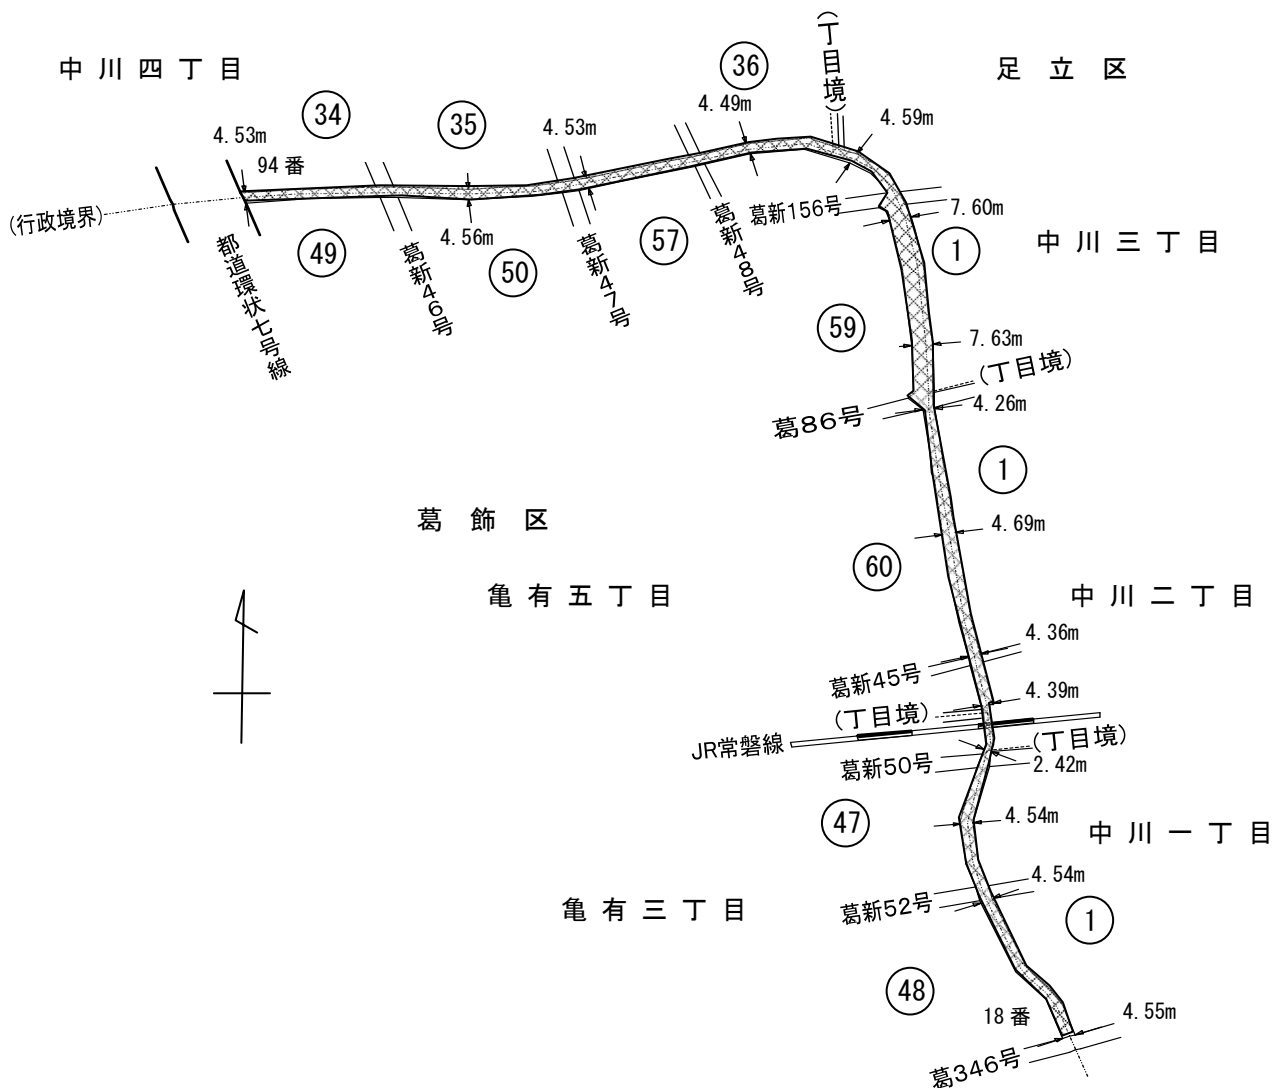 (丁目境)
中川四丁目
36
足立区
34
35
4.49m
4.53m
4.53m
4.59m
94番
(行政境界)
葛新156号
7.60m
都道環状七号線
49
葛新46号
4.56m
50
葛新47号
57
葛新48号
1
中川三丁目
59
7.63m
(丁目境)
4.26m
葛86号
1
葛飾区
4.69m
60
亀有五丁目
中川二丁目
4.36m
葛新45号
4.39m
(丁目境)
JR常磐線
(丁目境)
葛新50号
2.42m
47
4.54m
中川一丁目
4.54m
葛新52号
亀有三丁目
1
48
18番
4.55m
葛346号